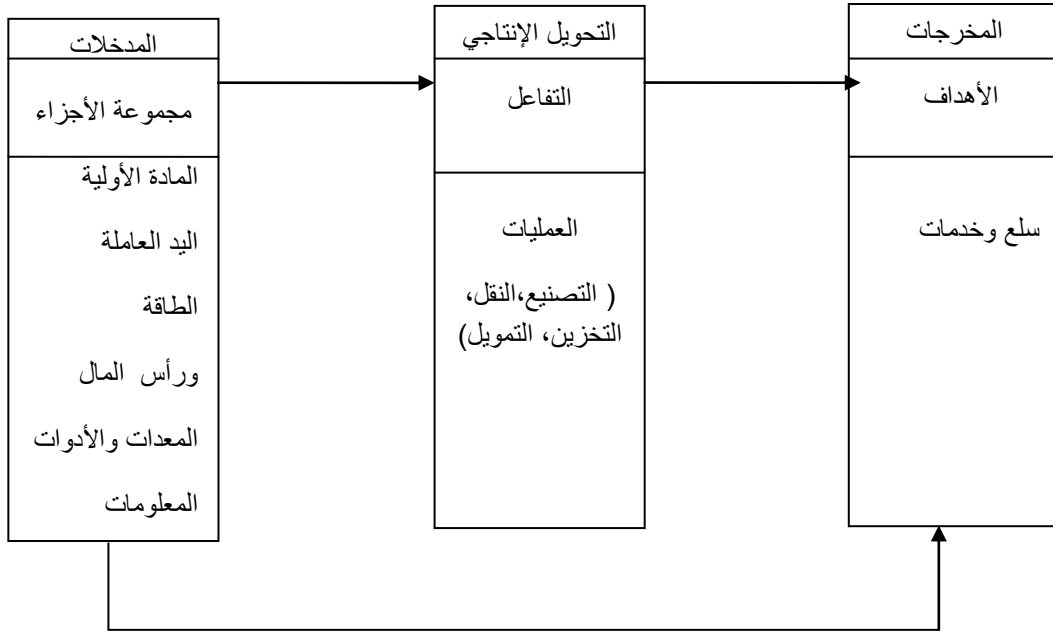 المدخلات
مجموعة الأجزاء
المادة الأولية
اليد العاملة
الطاقة
ورأس المال
المعدات والأدوات
المعلومات
التحويل الإنتاجي
التفاعل
العمليات
( التصنيع،النقل،
التخزين، التمويل)
المخرجات
الأهداف
سلع وخدمات